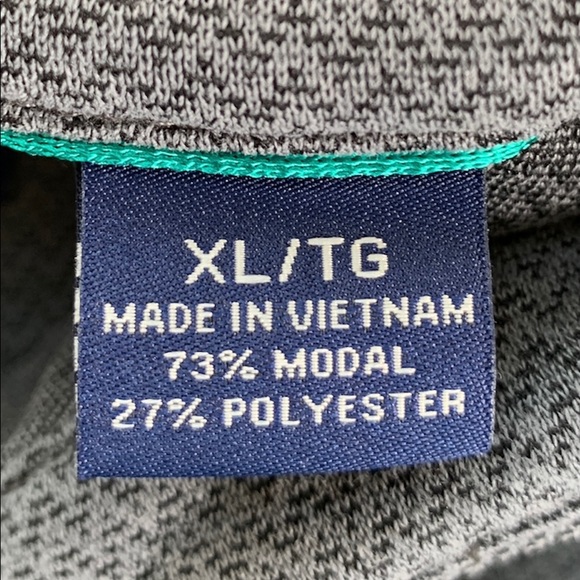 XL/TG
MADE IN VIETNAM
73% MODAL
27% POLYESTER